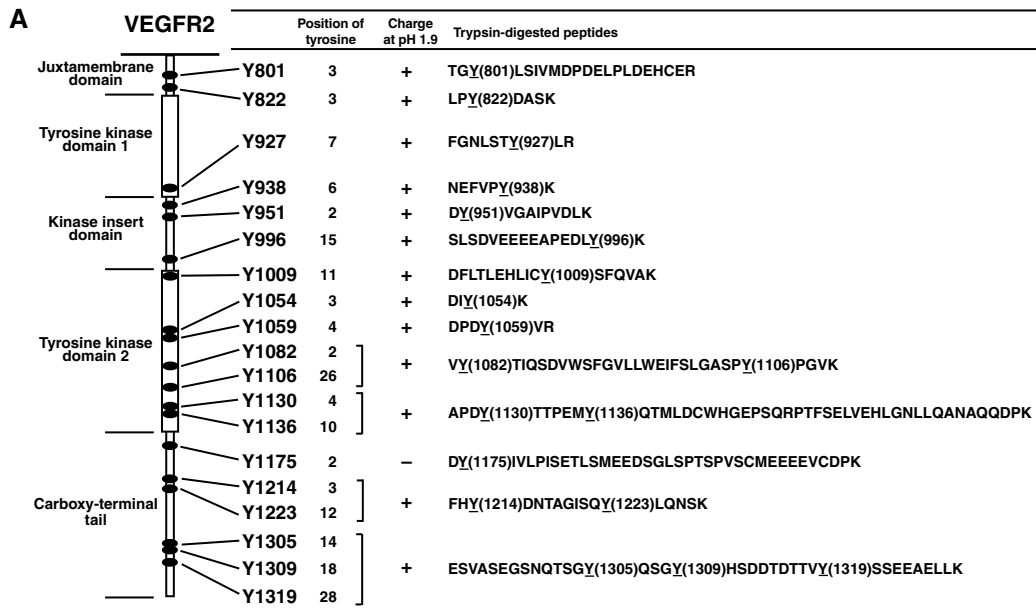 A
VEGFR2
Position of tyrosine
Charge at pH 1.9
Trypsin-digested peptides
Juxtamembrane domain
Y801 3 + TGY(801)LSIVMDPDELPLDEHCER
Y822 3 + LPY(822)DASK
Tyrosine kinase domain 1
Y927 7 + FGNLSTY(927)LR
Y938 6 + NEFVPY(938)K
Kinase insert domain
Y951 2 + DY(951)VGAIPVDLK
Y996 15 + SLSDVEEEEAPEDLY(996)K
Y1009 11 + DFLTLEHLICY(1009)SFQVAK
Y1054 3 + DIY(1054)K
Tyrosine kinase domain 2
Y1059 4 + DPDY(1059)VR
Y1082 2
Y1106 26
+ VY(1082)TIQSDVWSFGVLLWEIFSLGASPY(1106)PGVK
Y1130 4
Y1136 10
+ APDY(1130)TTPEMY(1136)QTMLDCWHGEPSQRPTFSELVEHLGNLLQANAQQDPK
Y1175 2 – DY(1175)IVLPISETLSMEEDSGLSPTSPVSCMEEEEVCDPK
Carboxy-terminal tail
Y1214 3
Y1223 12
+ FHY(1214)DNTAGISQY(1223)LQNSK
Y1305 14
Y1309 18
Y1319 28
+ ESVASEGSNQTSGY(1305)QSGY(1309)HSDDTDTTVY(1319)SSEEAELLK